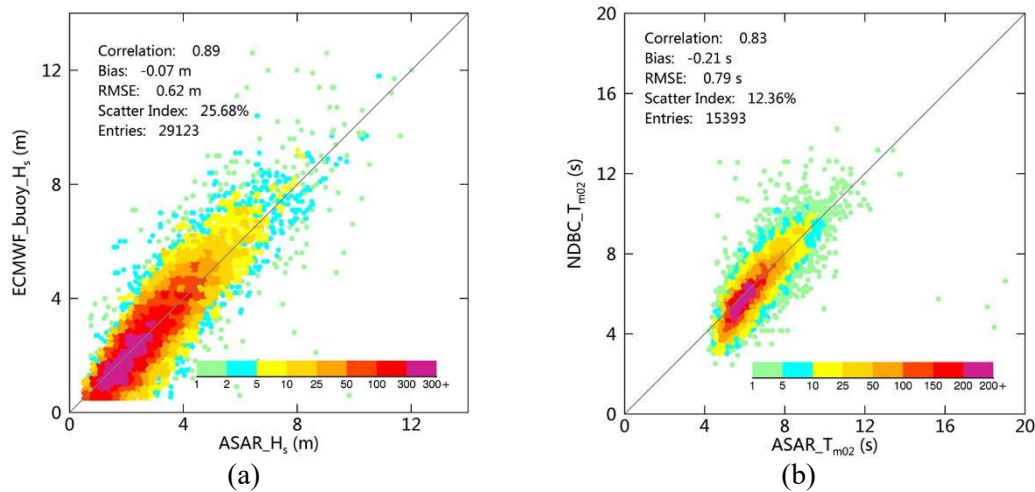 Correlation: 0.89
Bias: -0.07 m
RMSE: 0.62 m
Scatter Index: 25.68%
Entries: 29123
12
8
4
0
ECMWF_buoy_Hs (m)
1 2 5 10 25 50 100 300 300+
0 4 8 12
ASAR_Hs (m)
(a)
20
Correlation: 0.83
Bias: -0.21 s
RMSE: 0.79 s
Scatter Index: 12.36%
Entries: 15393
16
12
8
4
0
NDBC_Tm02 (s)
1 5 10 25 50 100 150 200 200+
0 4 8 12 16 20
ASAR_Tm02 (s)
(b)